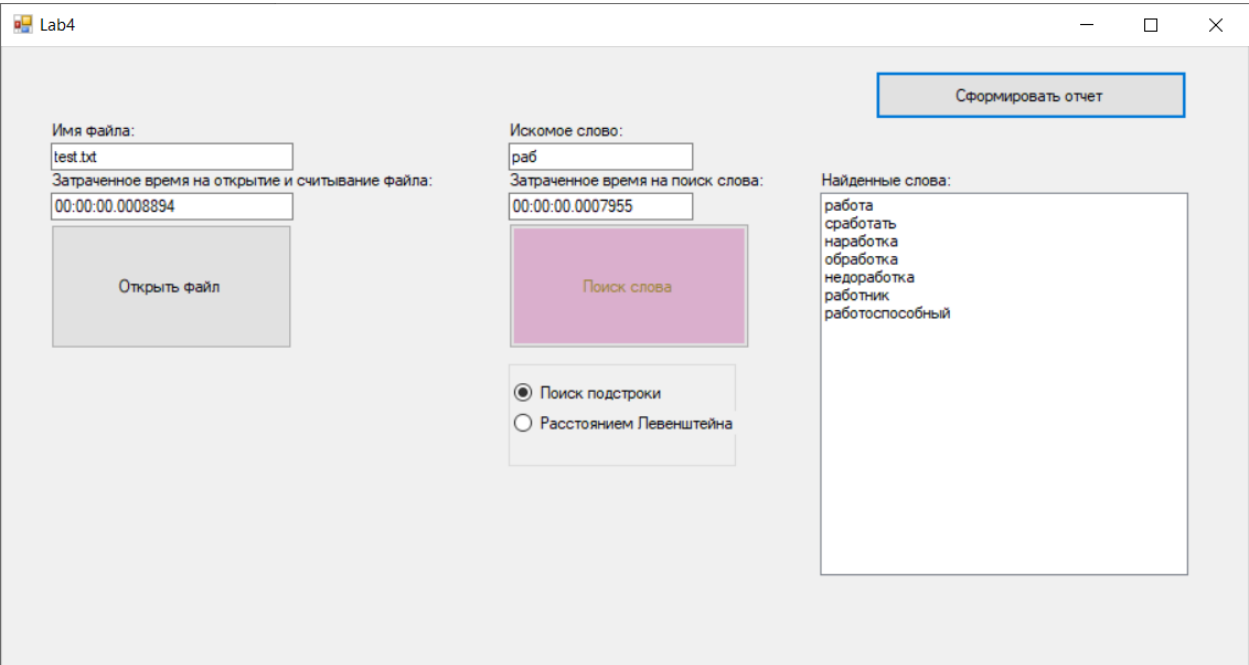 Lab4
Сформировать отчет
Имя файла:
test.txt
Затраченное время на открытие и считывание файла:
00:00:00.0008894
Открыть файл
Искомое слово:
раб
Затраченное время на поиск слова:
00:00:00.0007955
Поиск слова
Поиск подстроки
Расстоянием Левенштейна
Найденные слова:
работа
сработать
наработка
обработка
недоработка
работник
работоспособный